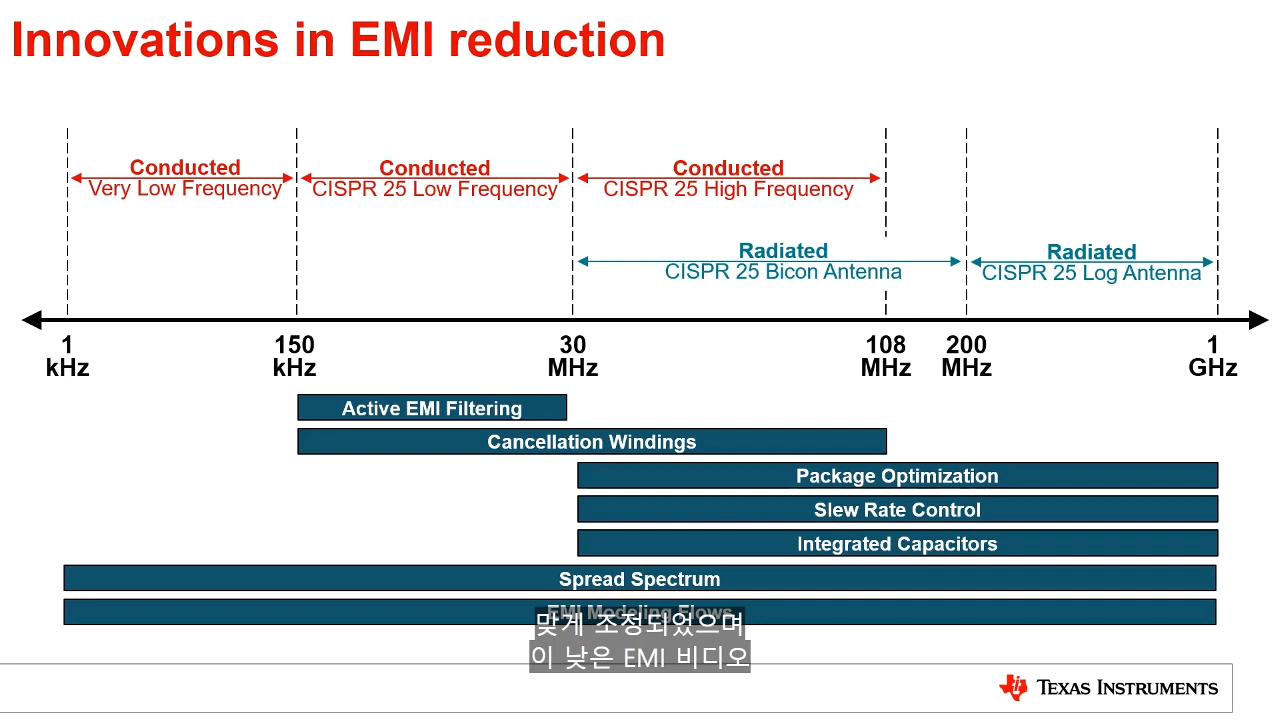 Innovations in EMI reduction
Conducted
Very Low Frequency
Conducted
CISPR 25 Low Frequency
Conducted
CISPR 25 High Frequency
Radiated
CISPR 25 Bicon Antenna
Radiated
CISPR 25 Log Antenna
1
kHz
150
kHz
30
MHz
108
MHz
200
MHz
1
GHz
Active EMI Filtering
Cancellation Windings
Package Optimization
Slew Rate Control
Integrated Capacitors
Spread Spectrum
EMI Modeling Flows
맞게 조정되었으며
이 낮은 EMI 비디오
TEXAS INSTRUMENTS